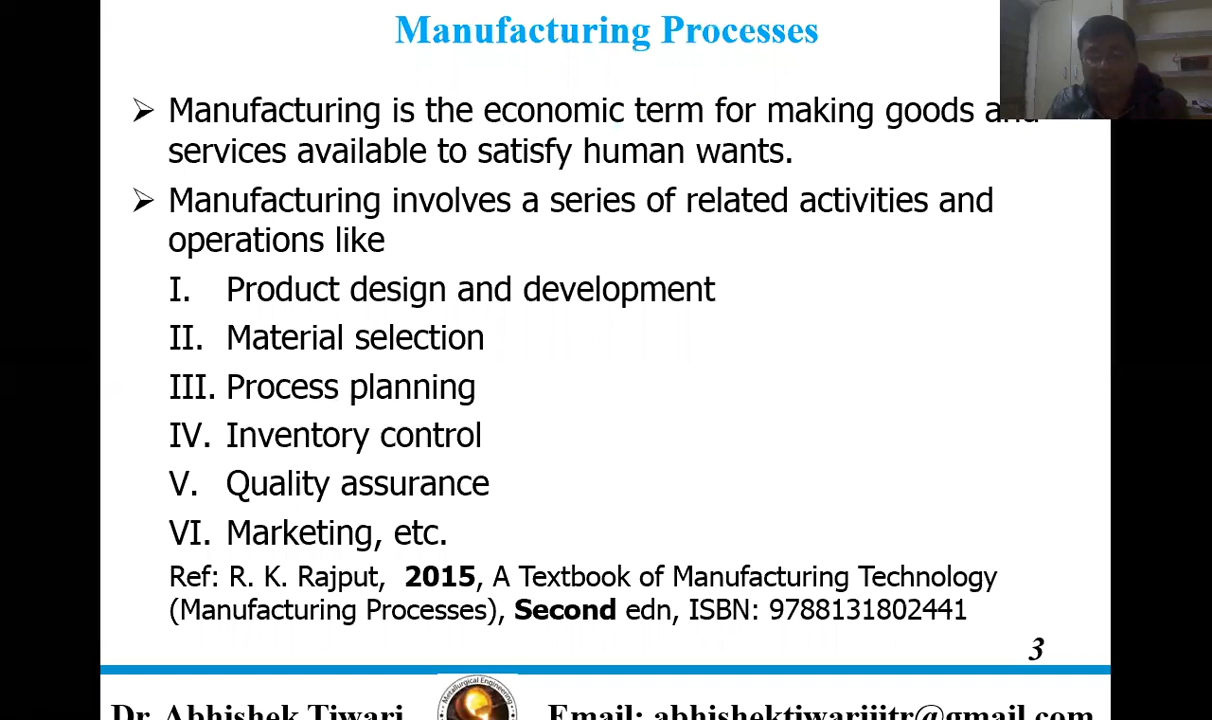 Manufacturing Processes
➢ Manufacturing is the economic term for making goods and
services available to satisfy human wants.
➢ Manufacturing involves a series of related activities and
operations like
I. Product design and development
II. Material selection
III. Process planning
IV. Inventory control
V. Quality assurance
VI. Marketing, etc.
Ref: R. K. Rajput, 2015, A Textbook of Manufacturing Technology
(Manufacturing Processes), Second edn, ISBN: 9788131802441
3
Metallurgical Engineering
Dr. Abhishek Tiwari Email: abhishektiwariiitr@gmail.com